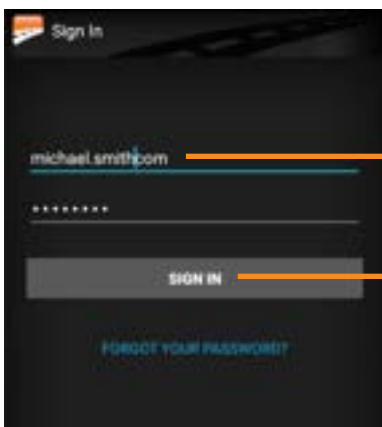 Sign In
michael.smithcom
••••••••
SIGN IN
FORGOT YOUR PASSWORD?